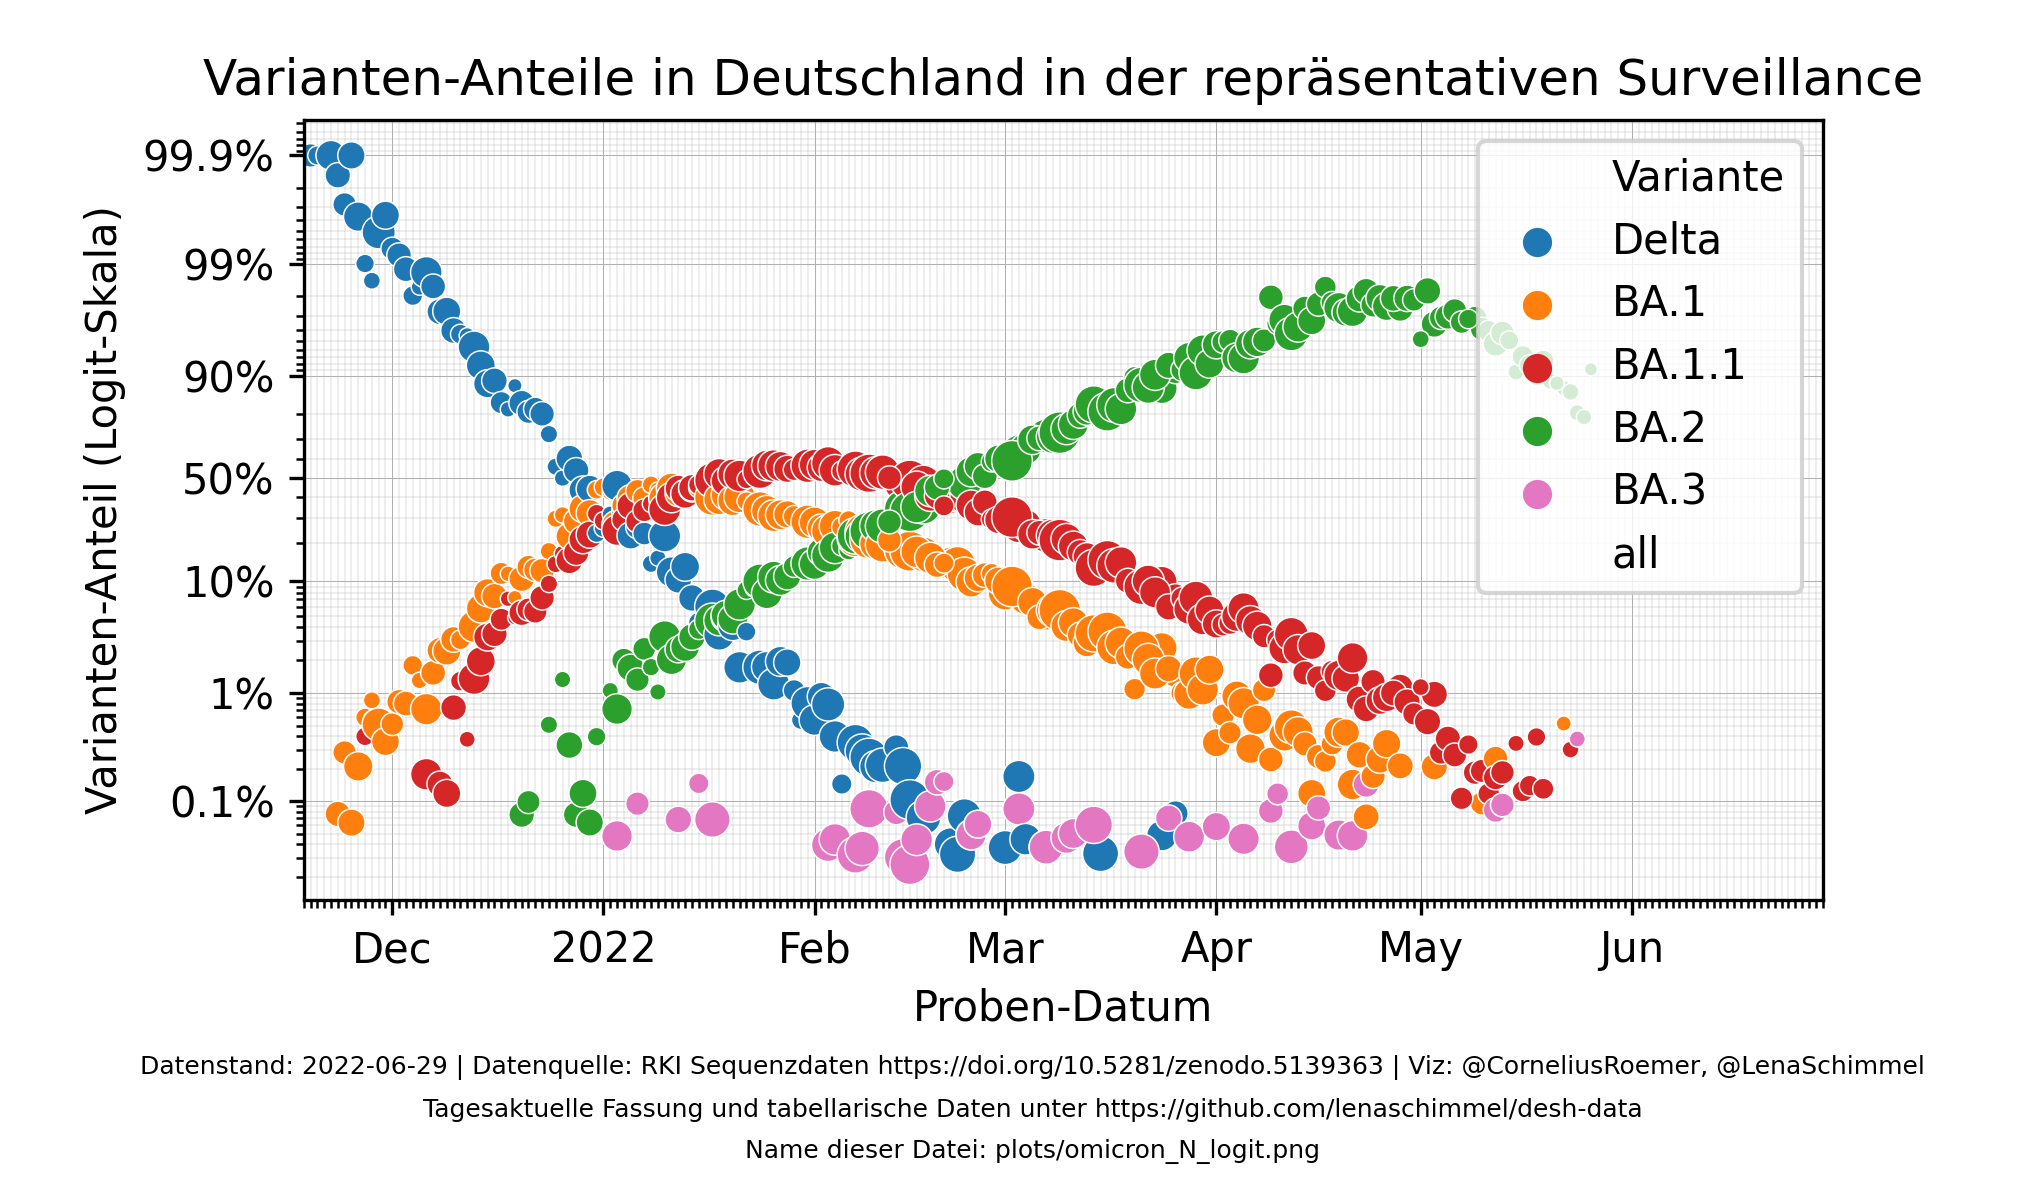 Varianten-Anteile in Deutschland in der repräsentativen Surveillance
Varianten-Anteil (Logit-Skala)
99.9%
99%
90%
50%
10%
1%
0.1%
Variante
Delta
BA.1
BA.1.1
BA.2
BA.3
all
Dec 2022 Feb Mar Apr May Jun
Proben-Datum
Datenstand: 2022-06-29 | Datenquelle: RKI Sequenzdaten https://doi.org/10.5281/zenodo.5139363 | Viz: @CorneliusRoemer, @LenaSchimmel
Tagesaktuelle Fassung und tabellarische Daten unter https://github.com/lenaschimmel/desh-data
Name dieser Datei: plots/omicron_N_logit.png